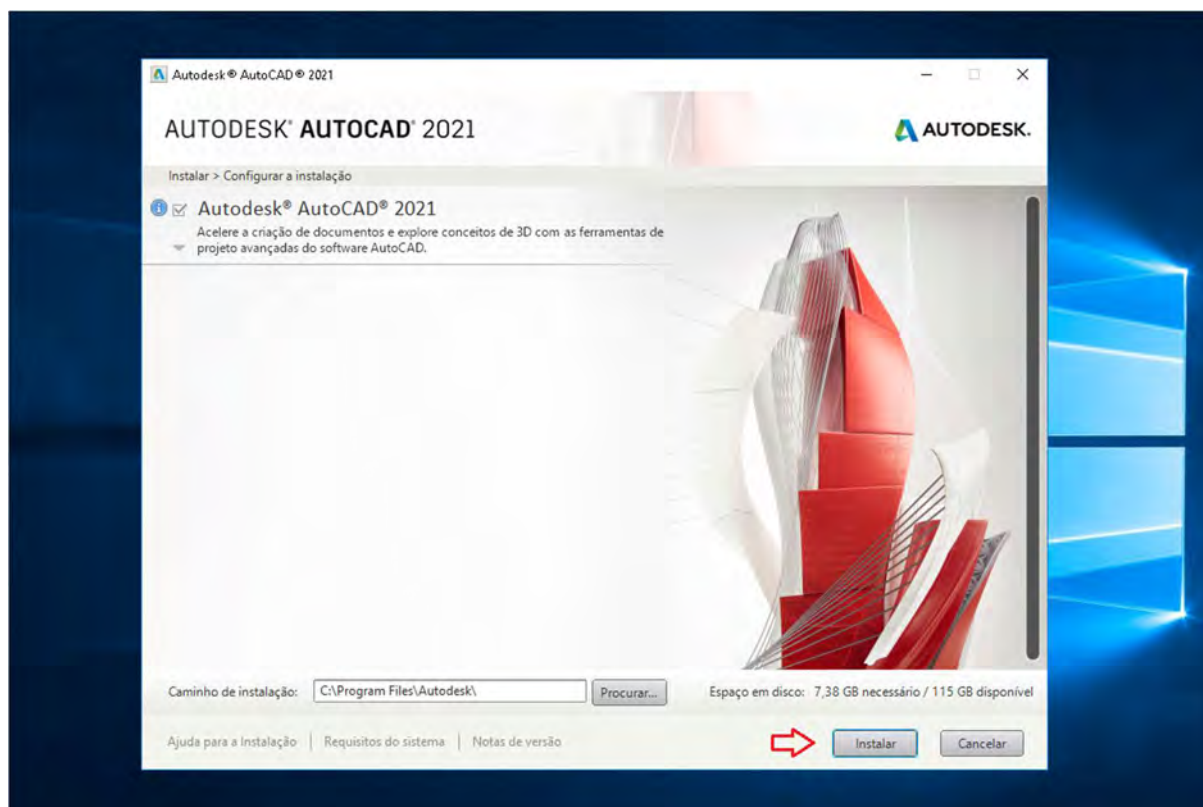 Autodesk® AutoCAD® 2021
AUTODESK® AUTOCAD® 2021
AUTODESK.
Instalar > Configurar a instalação
Autodesk® AutoCAD® 2021
Acelere a criação de documentos e explore conceitos de 3D com as ferramentas de
projeto avançadas do software AutoCAD.
Caminho de instalação: C:\Program Files\Autodesk\ Procurar... Espaço em disco: 7,38 GB necessário / 115 GB disponível
Ajuda para a Instalação | Requisitos do sistema | Notas de versão Instalar Cancelar